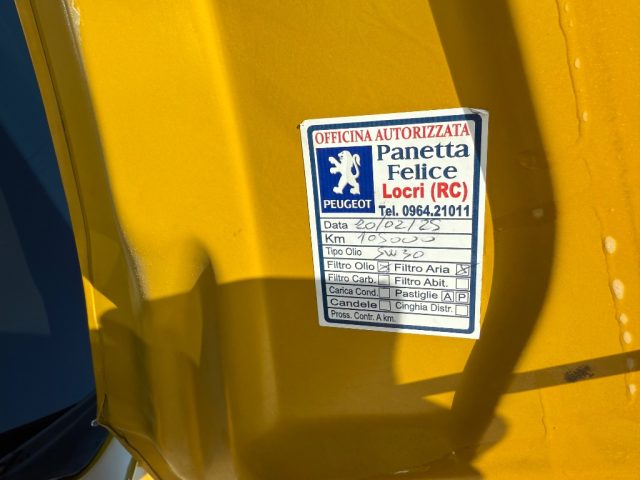 OFFICINA AUTORIZZATA
Panetta
Felice
Locri (RC)
PEUGEOT
Tel. 0964.21011
Data 20/02/25
Km 105000
Tipo Olio 5W30
Filtro Olio X Filtro Aria X
Filtro Carb. Filtro Abit.
Carica Cond. Pastiglie A P
Candele Cinghia Distr.
Pross. Contr. A km.